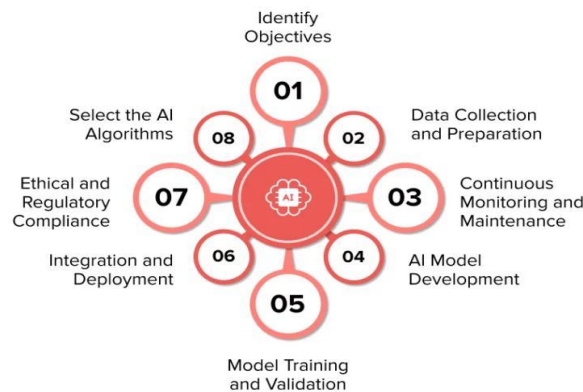 Identify
Objectives
01
Select the AI
Algorithms
08
02
Data Collection
and Preparation
Ethical and
Regulatory
Compliance
07
AI
03
Continuous
Monitoring and
Maintenance
Integration and
Deployment
06
04
AI Model
Development
05
Model Training
and Validation